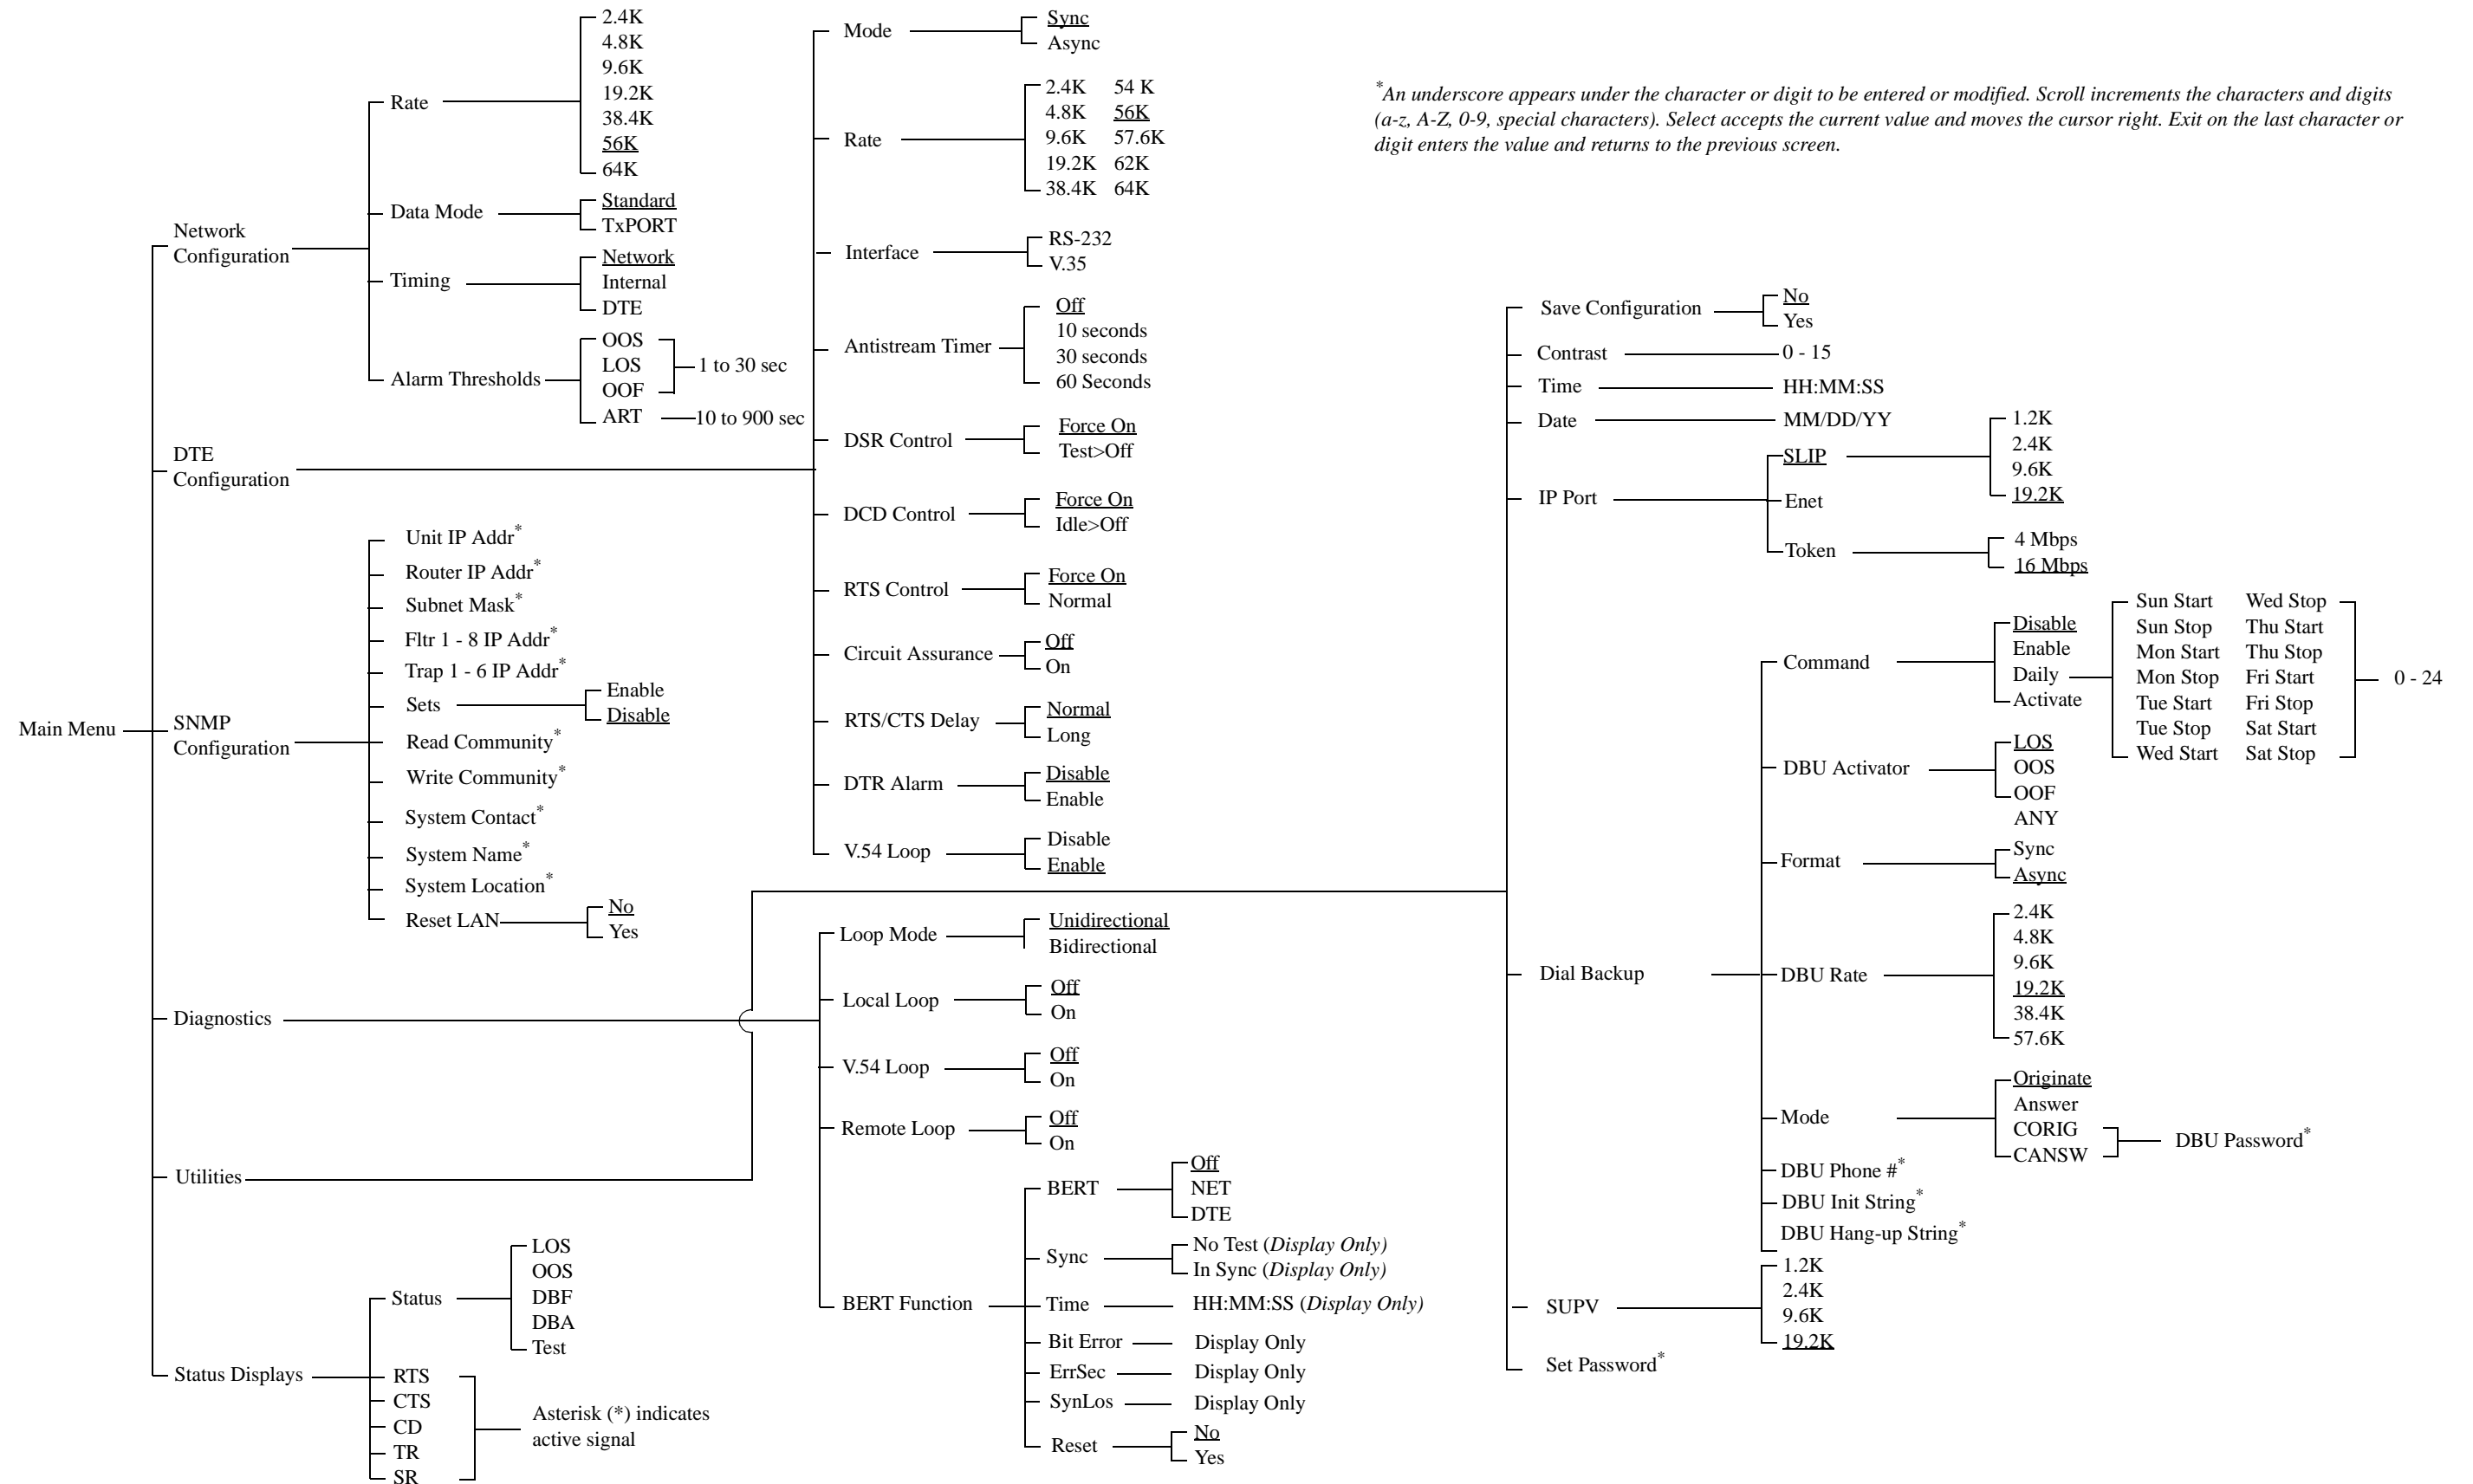 2.4K
4.8K
9.6K
19.2K
38.4K
56K
64K
Rate
Data Mode
Standard
TxPORT
Network
Configuration
Timing
Network
Internal
DTE
Alarm Thresholds
OOS
LOS
OOF
1 to 30 sec
ART
10 to 900 sec
DTE
Configuration
Mode
Sync
Async
Rate
2.4K 54 K
4.8K 56K
9.6K 57.6K
19.2K 62K
38.4K 64K
Interface
RS-232
V.35
Antistream Timer
Off
10 seconds
30 seconds
60 Seconds
DSR Control
Force On
Test>Off
DCD Control
Force On
Idle>Off
RTS Control
Force On
Normal
Circuit Assurance
Off
On
RTS/CTS Delay
Normal
Long
DTR Alarm
Disable
Enable
V.54 Loop
Disable
Enable
*An underscore appears under the character or digit to be entered or modified. Scroll increments the characters and digits
(a-z, A-Z, 0-9, special characters). Select accepts the current value and moves the cursor right. Exit on the last character or
digit enters the value and returns to the previous screen.
Main Menu
SNMP
Configuration
Unit IP Addr*
Router IP Addr*
Subnet Mask*
Fltr 1 - 8 IP Addr*
Trap 1 - 6 IP Addr*
Sets
Enable
Disable
Read Community*
Write Community*
System Contact*
System Name*
System Location*
Reset LAN
No
Yes
Diagnostics
Loop Mode
Unidirectional
Bidirectional
Local Loop
Off
On
V.54 Loop
Off
On
Remote Loop
Off
On
BERT Function
BERT
Off
NET
DTE
Sync
No Test (Display Only)
In Sync (Display Only)
Time
HH:MM:SS (Display Only)
Bit Error
Display Only
ErrSec
Display Only
SynLos
Display Only
Reset
No
Yes
Utilities
Save Configuration
No
Yes
Contrast
0 - 15
Time
HH:MM:SS
Date
MM/DD/YY
IP Port
SLIP
1.2K
2.4K
9.6K
19.2K
Enet
Token
4 Mbps
16 Mbps
Dial Backup
Command
Disable
Enable
Daily
Activate
Sun Start Wed Stop
Sun Stop Thu Start
Mon Start Thu Stop
Mon Stop Fri Start
Tue Start Fri Stop
Tue Stop Sat Start
Wed Start Sat Stop
0 - 24
DBU Activator
LOS
OOS
OOF
ANY
Format
Sync
Async
DBU Rate
2.4K
4.8K
9.6K
19.2K
38.4K
57.6K
Mode
Originate
Answer
CORIG
CANSW
DBU Password*
DBU Phone #*
DBU Init String*
DBU Hang-up String*
SUPV
1.2K
2.4K
9.6K
19.2K
Set Password*
Status Displays
Status
LOS
OOS
DBF
DBA
Test
RTS
CTS
CD
TR
SR
Asterisk (*) indicates
active signal